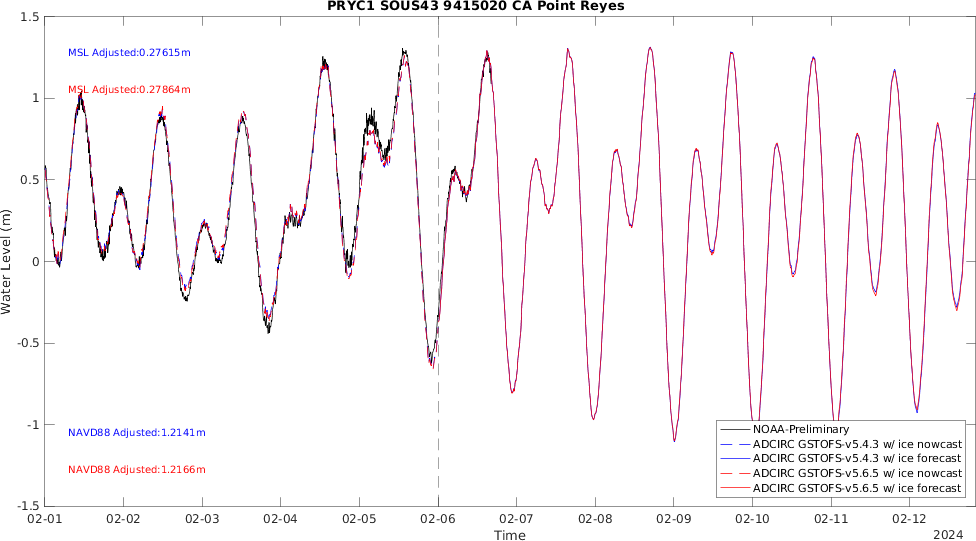 PRYC1 SOUS43 9415020 CA Point Reyes
1.5
MSL Adjusted:0.27615m
MSL Adjusted:0.27864m
1
0.5
0
-0.5
-1
-1.5
Water Level (m)
NAVD88 Adjusted:1.2141m
NAVD88 Adjusted:1.2166m
NOAA-Preliminary
ADCIRC GSTOFS-v5.4.3 w/ ice nowcast
ADCIRC GSTOFS-v5.4.3 w/ ice forecast
ADCIRC GSTOFS-v5.6.5 w/ ice nowcast
ADCIRC GSTOFS-v5.6.5 w/ ice forecast
02-01 02-02 02-03 02-04 02-05 02-06 02-07 02-08 02-09 02-10 02-11 02-12
Time
2024